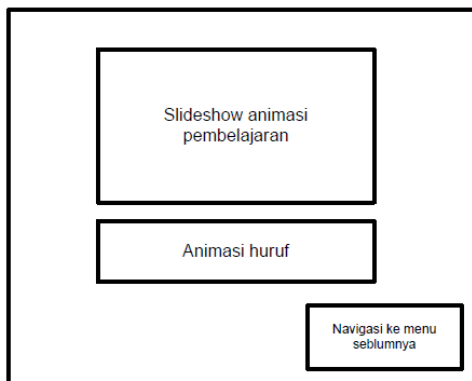 Slideshow animasi
pembelajaran
Animasi huruf
Navigasi ke menu
seblumnya